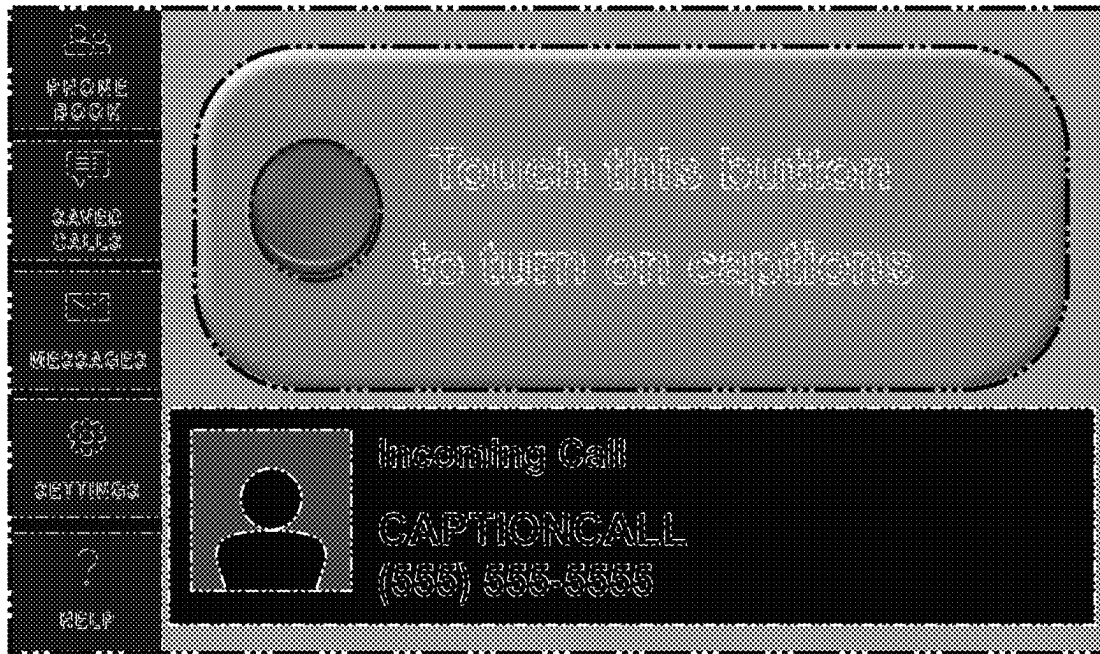 PHONE
BOOK
SAVED
CALLS
MESSAGES
SETTINGS
?
HELP
Touch this button
to turn on captions
Incoming Call
CAPTIONCALL
(555) 555-5555